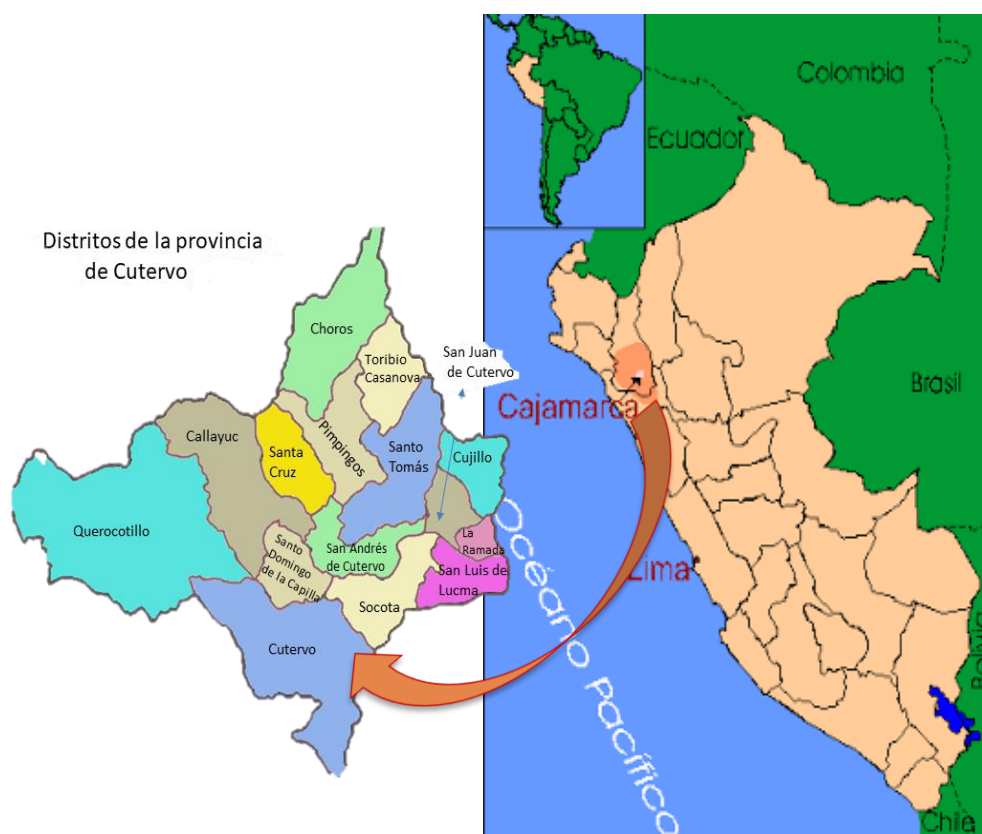 Distritos de la provincia
de Cutervo
Choros
Toribio
Casanova
San Juan
de Cutervo
Callayuc
Santa
Cruz
Pimpingos
Santo
Tomás
Cujillo
Querocotillo
Santo
Domingo
de la Capilla
San Andrés
de Cutervo
La
Ramada
San Luis de
Lucma
Socota
Cutervo
Colombia
Ecuador
Brasil
Cajamarca
Lima
Océano Pacífico
Bolivia
Chile